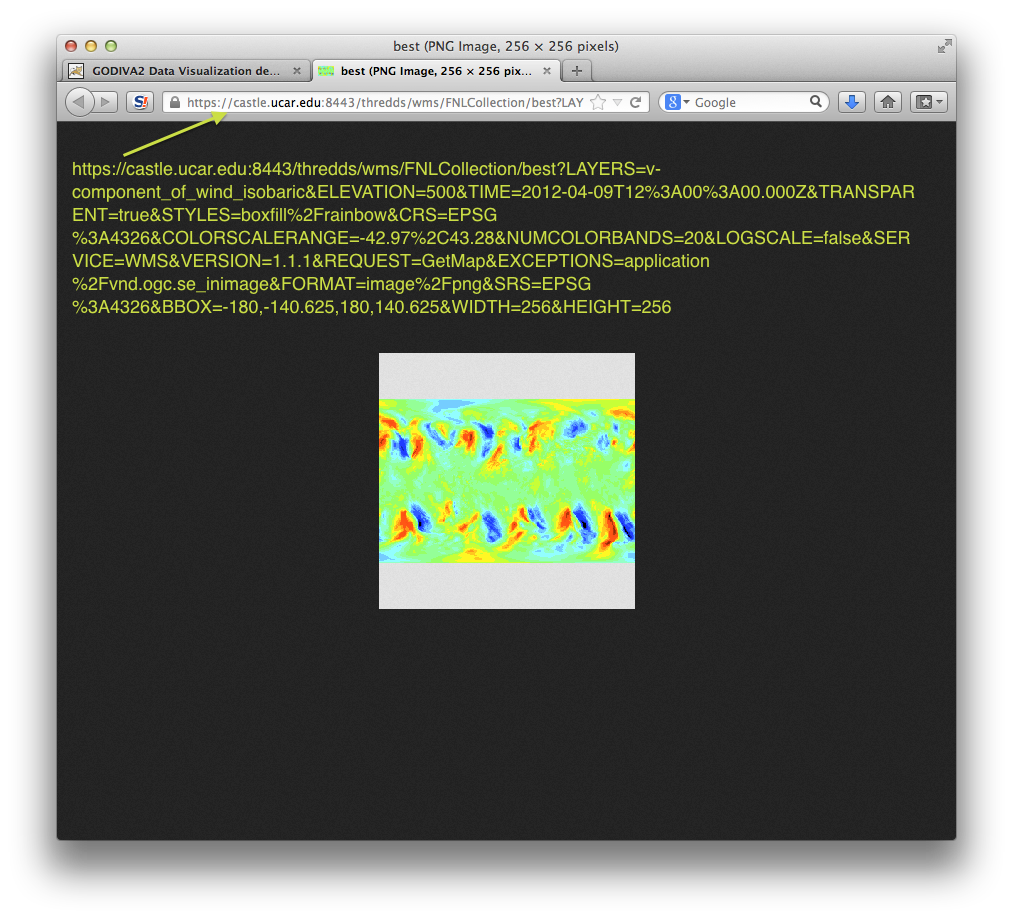 best (PNG Image, 256 × 256 pixels)
GODIVA2 Data Visualization de...
best (PNG Image, 256 × 256 pix...
https://castle.ucar.edu:8443/thredds/wms/FNLCollection/best?LAY
Google
https://castle.ucar.edu:8443/thredds/wms/FNLCollection/best?LAYERS=v-
component_of_wind_isobaric&ELEVATION=500&TIME=2012-04-09T12%3A00%3A00.000Z&TRANSPAR
ENT=true&STYLES=boxfill%2Frainbow&CRS=EPSG
%3A4326&COLORSCALERANGE=-42.97%2C43.28&NUMCOLORBANDS=20&LOGSCALE=false&SER
VICE=WMS&VERSION=1.1.1&REQUEST=GetMap&EXCEPTIONS=application
%2Fvnd.ogc.se_inimage&FORMAT=image%2Fpng&SRS=EPSG
%3A4326&BBOX=-180,-140.625,180,140.625&WIDTH=256&HEIGHT=256